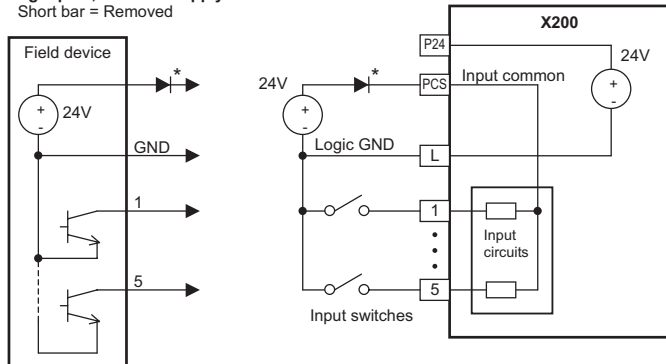 Short bar = Removed
Field device
*
24V
+
-
GND
1
5
24V
*
+
-
Logic GND
Input switches
X200
P24
PCS
L
1
5
Input common
24V
+
-
Input
circuits